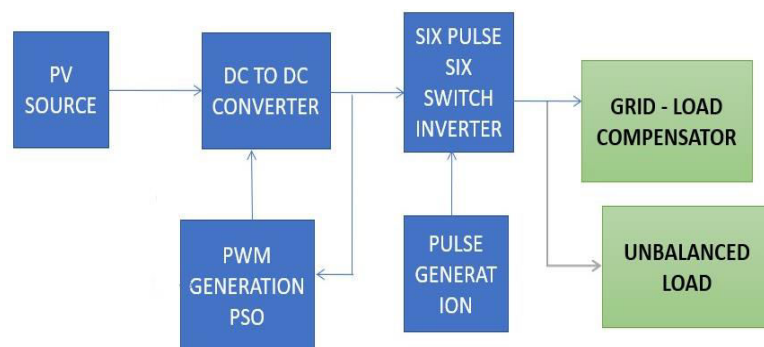 PV
SOURCE
DC TO DC
CONVERTER
SIX PULSE
SIX
SWITCH
INVERTER
GRID - LOAD
COMPENSATOR
PWM
GENERATION
PSO
PULSE
GENERAT
ION
UNBALANCED
LOAD